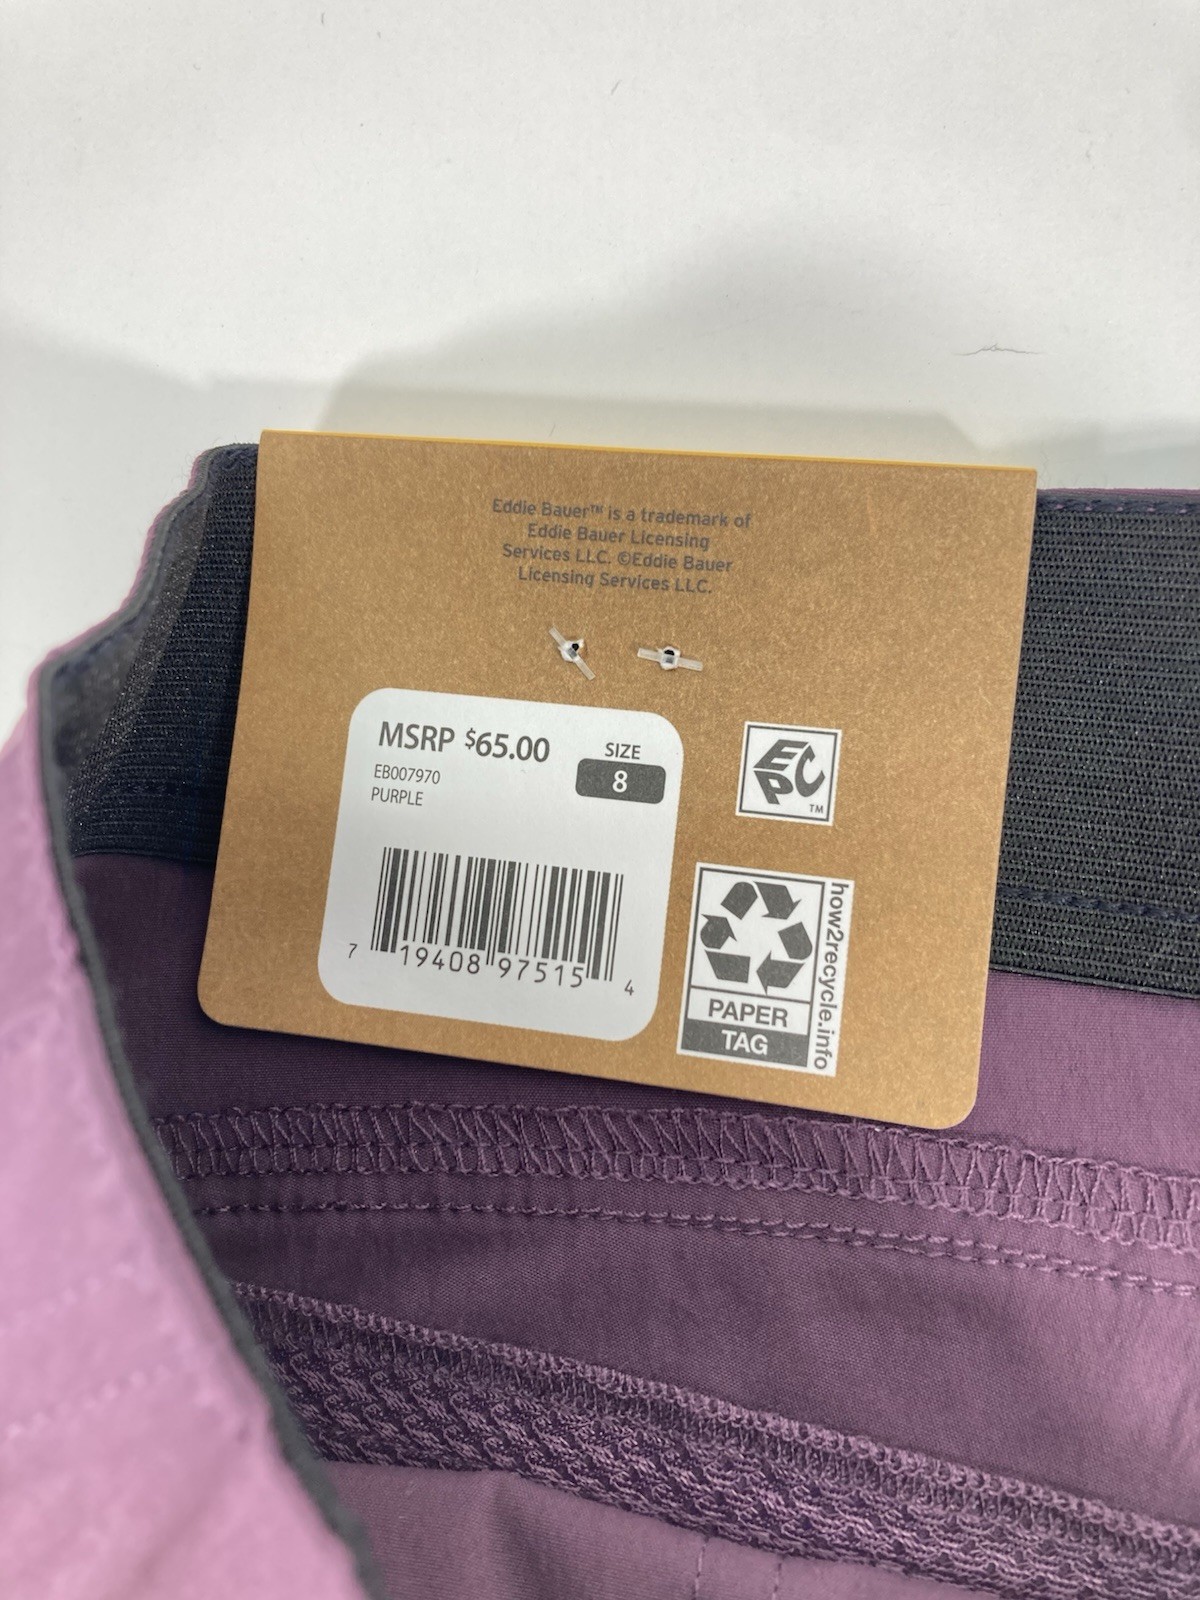 Eddie Bauer™ is a trademark of
Eddie Bauer Licensing
Services LLC. ©Eddie Bauer
Licensing Services LLC.
MSRP $65.00
EB007970
PURPLE
SIZE
8
7 19408 97515 4
EPC
TM
how2recycle.info
PAPER
TAG